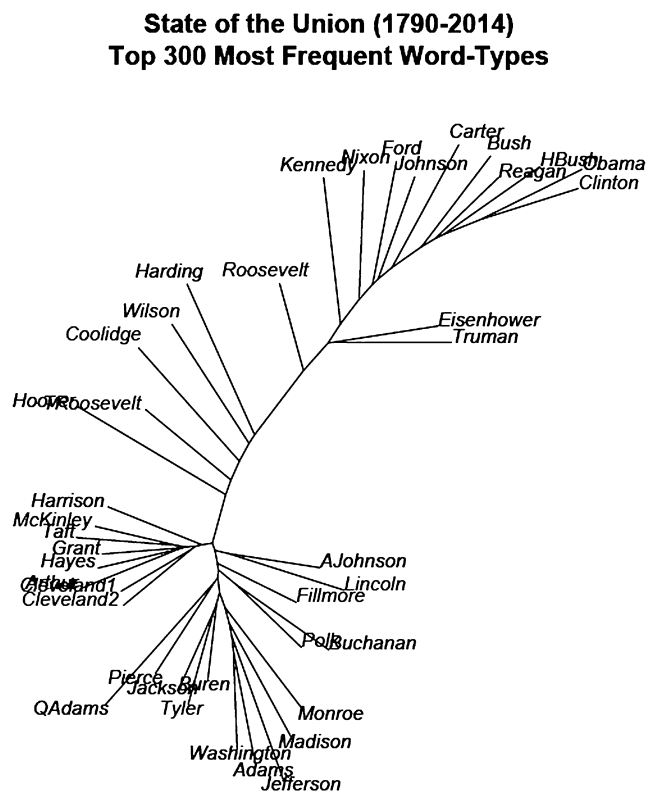 State of the Union (1790-2014)
Top 300 Most Frequent Word-Types
Carter
Bush
Ford
Nixon
Kennedy
Johnson
HBush
Obama
Reagan
Clinton
Harding
Roosevelt
Wilson
Coolidge
Eisenhower
Truman
Hoover
TRoosevelt
Harrison
McKinley
Taft
Grant
Hayes
Arthur
Cleveland1
Cleveland2
AJohnson
Lincoln
Fillmore
Polk
Buchanan
Pierce
Jackson
Buren
QAdams
Tyler
Monroe
Madison
Washington
Adams
Jefferson